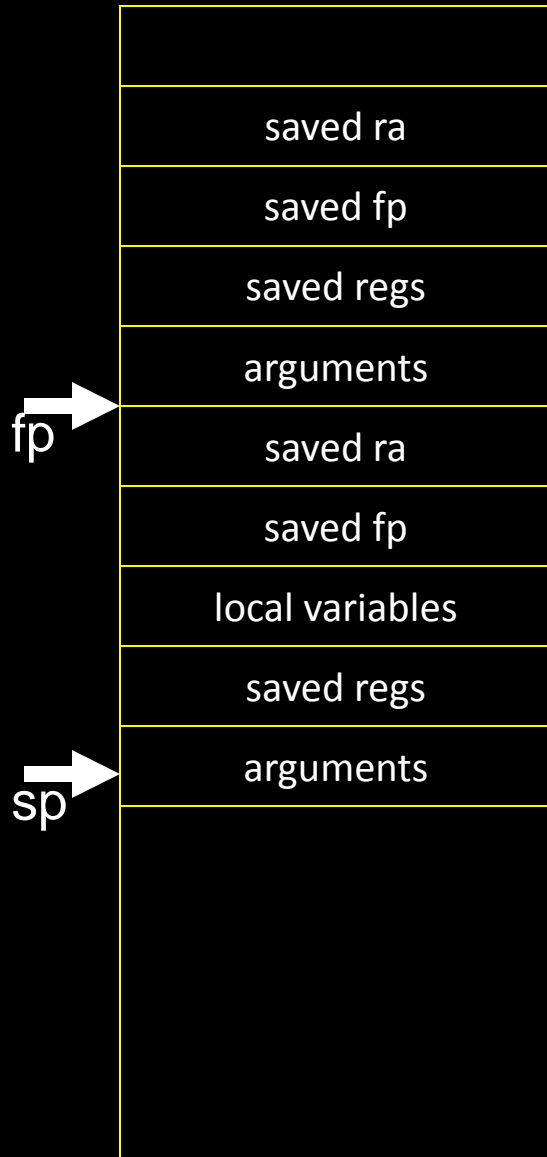 saved ra
saved fp
saved regs
arguments
fp
saved ra
saved fp
local variables
saved regs
arguments
sp